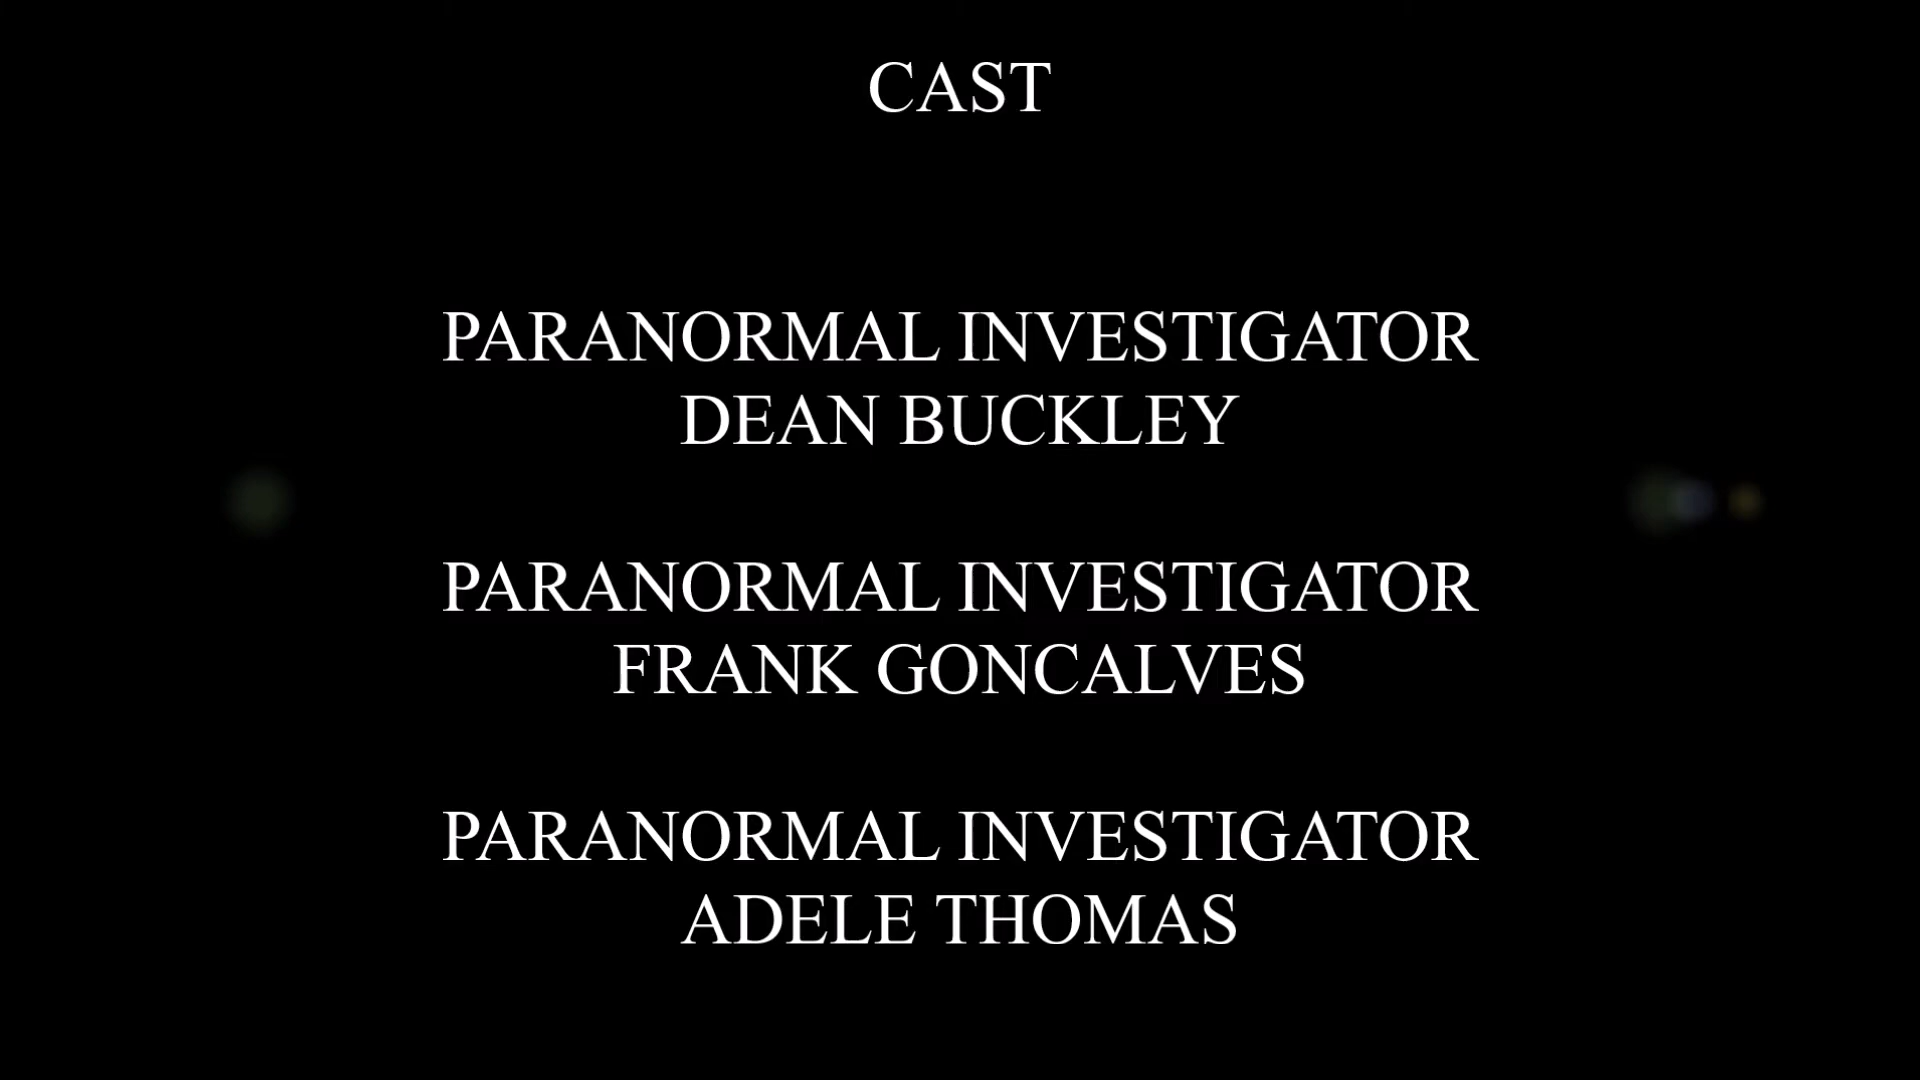 CAST
PARANORMAL INVESTIGATOR
DEAN BUCKLEY
PARANORMAL INVESTIGATOR
FRANK GONCALVES
PARANORMAL INVESTIGATOR
ADELE THOMAS